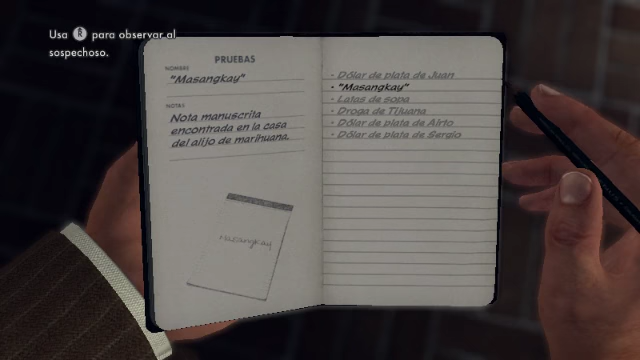 Usa R para observar al
sospechoso.
PRUEBAS
NOMBRE
"Masangkay"
NOTAS
Nota manuscrita
encontrada en la casa
del alijo de marihuana.
Masangkay
- Dólar de plata de Juan
- "Masangkay"
- Latas de sopa
- Droga de Tijuana
- Dólar de plata de Airto
- Dólar de plata de Sergio